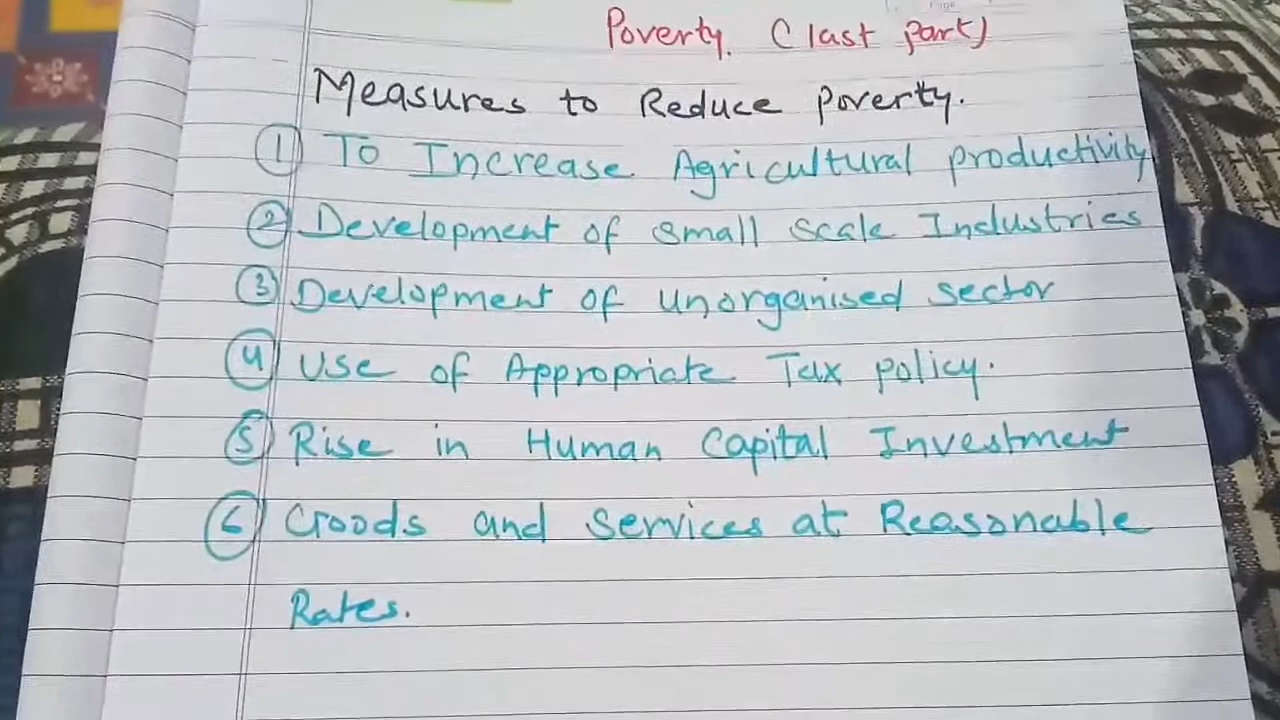 Poverty. (last part)
Measures to Reduce poverty.
① To Increase Agricultural productivity
② Development of small scale Industries
③ Development of unorganised sector
④ Use of Appropriate Tax policy.
⑤ Rise in Human Capital Investment
⑥ Goods and services at Reasonable
Rates.